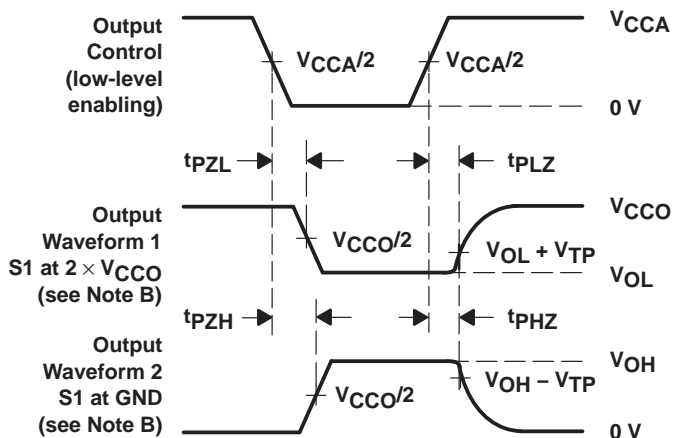 Output
Control
(low-level
enabling)
VCCA/2
VCCA/2
VCCA
0 V
tPZL
tPLZ
Output
Waveform 1
S1 at 2 × VCCO
(see Note B)
VCCO/2
VCCO
VOL + VTP
VOL
tPZH
tPHZ
Output
Waveform 2
S1 at GND
(see Note B)
VCCO/2
VOH
VOH − VTP
0 V